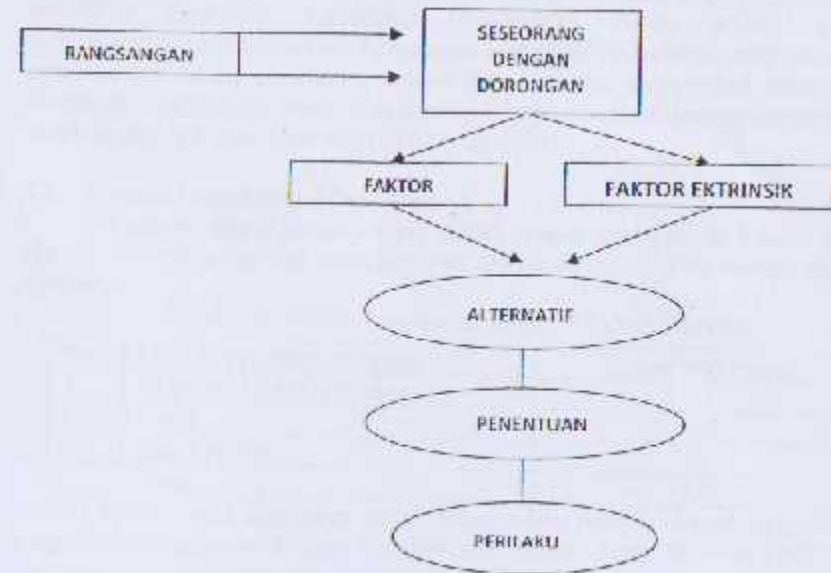 RANGSANGAN
SESEORANG
DENGAN
DORONGAN
FAKTOR
FAKTOR EKTRINSIK
ALTERNATIF
PENENTUAN
PERILAKU